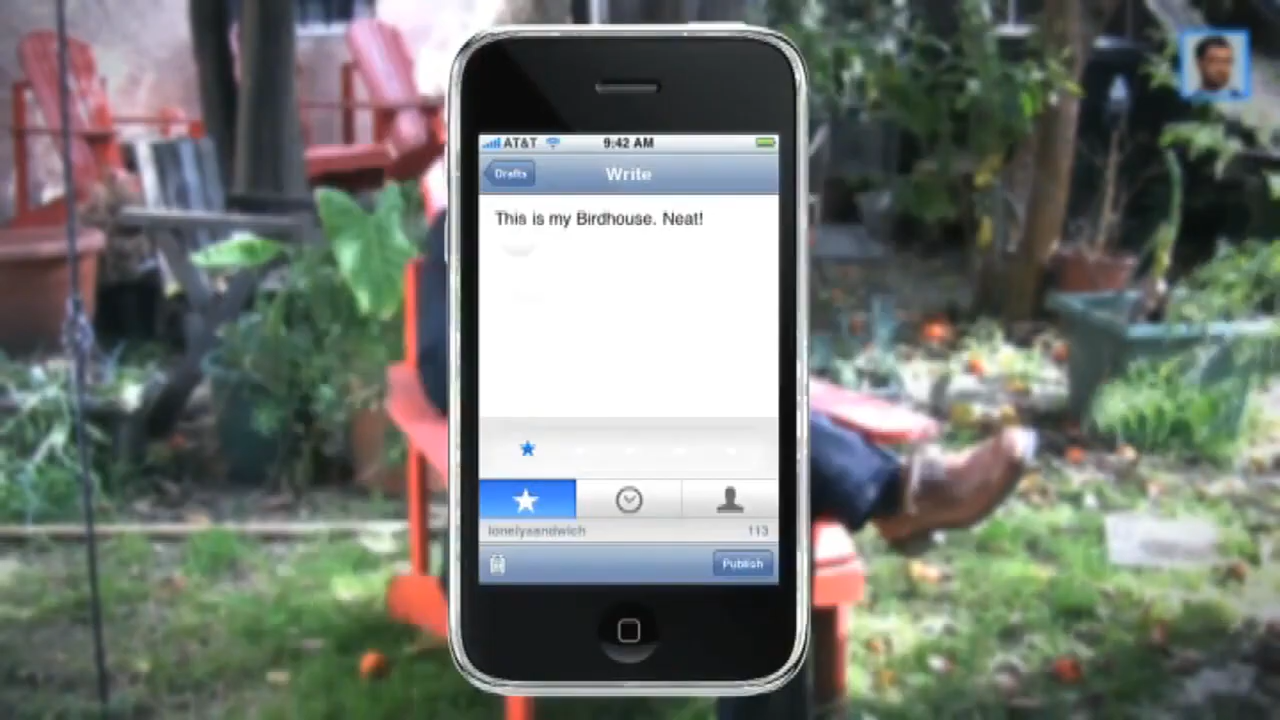 AT&T 9:42 AM
Drafts Write
This is my Birdhouse. Neat!
lonelysandwich 113
Publish